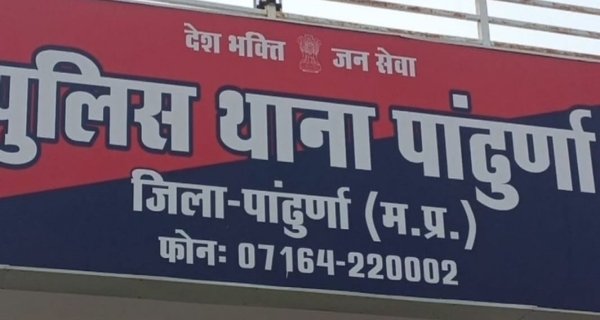 देश भक्ति जन सेवा
पुलिस थाना पांढुर्णा
जिला-पांढुर्णा (म.प्र.)
फोन: 07164-220002